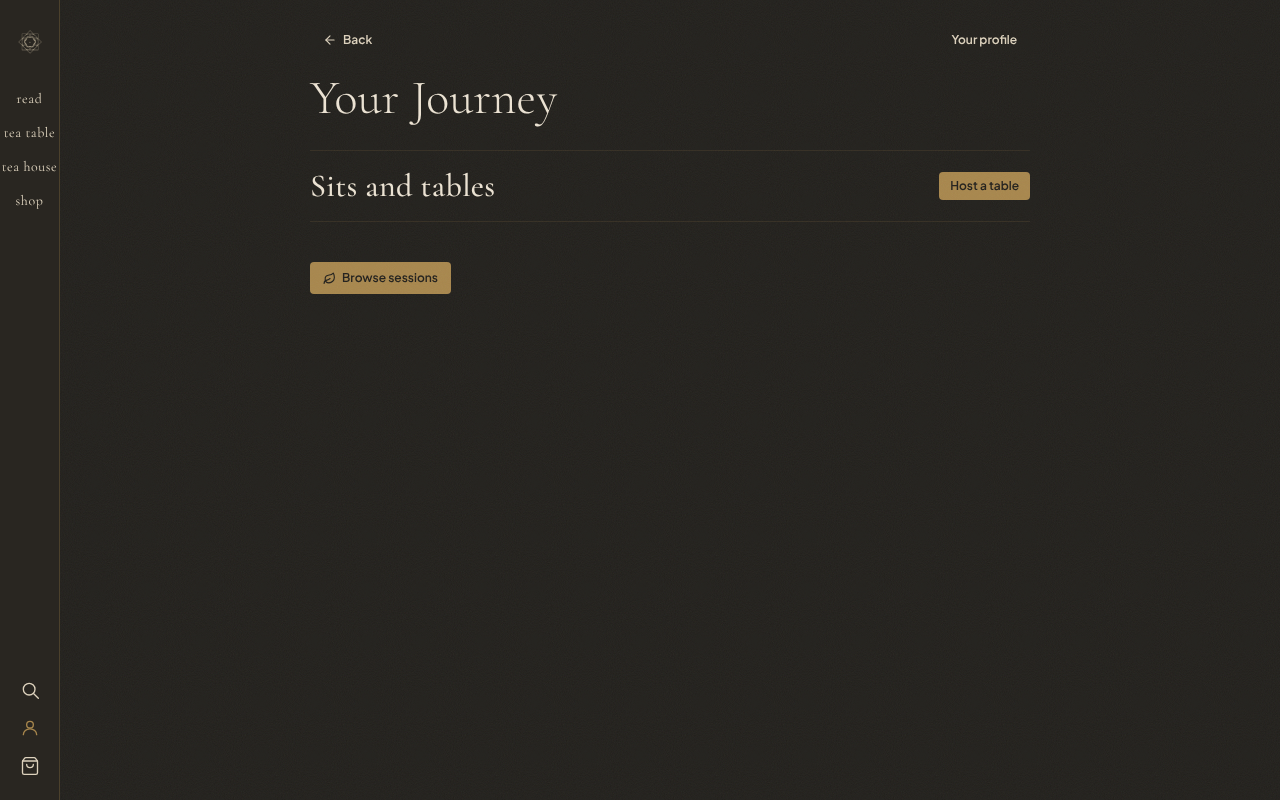 Back
Your profile
read
tea table
tea house
shop
Your Journey
Sits and tables
Host a table
Browse sessions